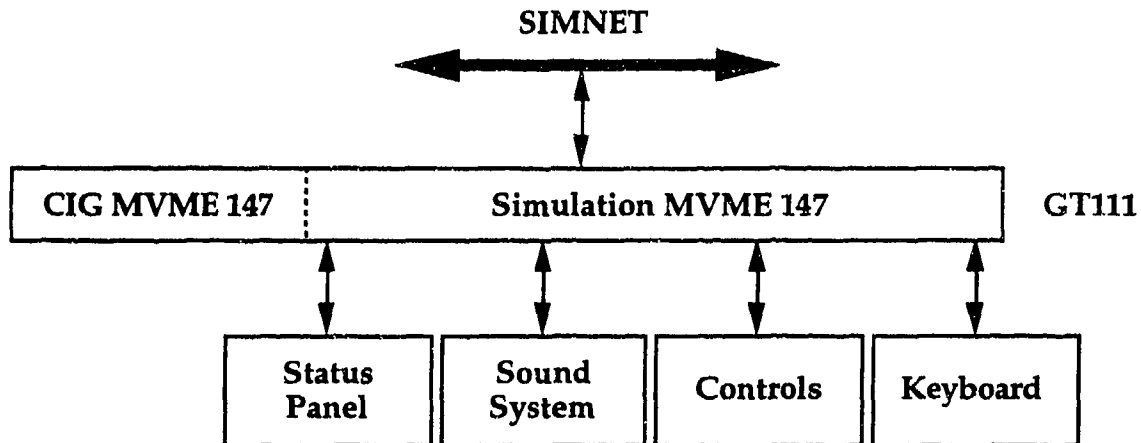 SIMNET
CIG MVME 147
Simulation MVME 147
GT111
Status
Panel
Sound
System
Controls
Keyboard